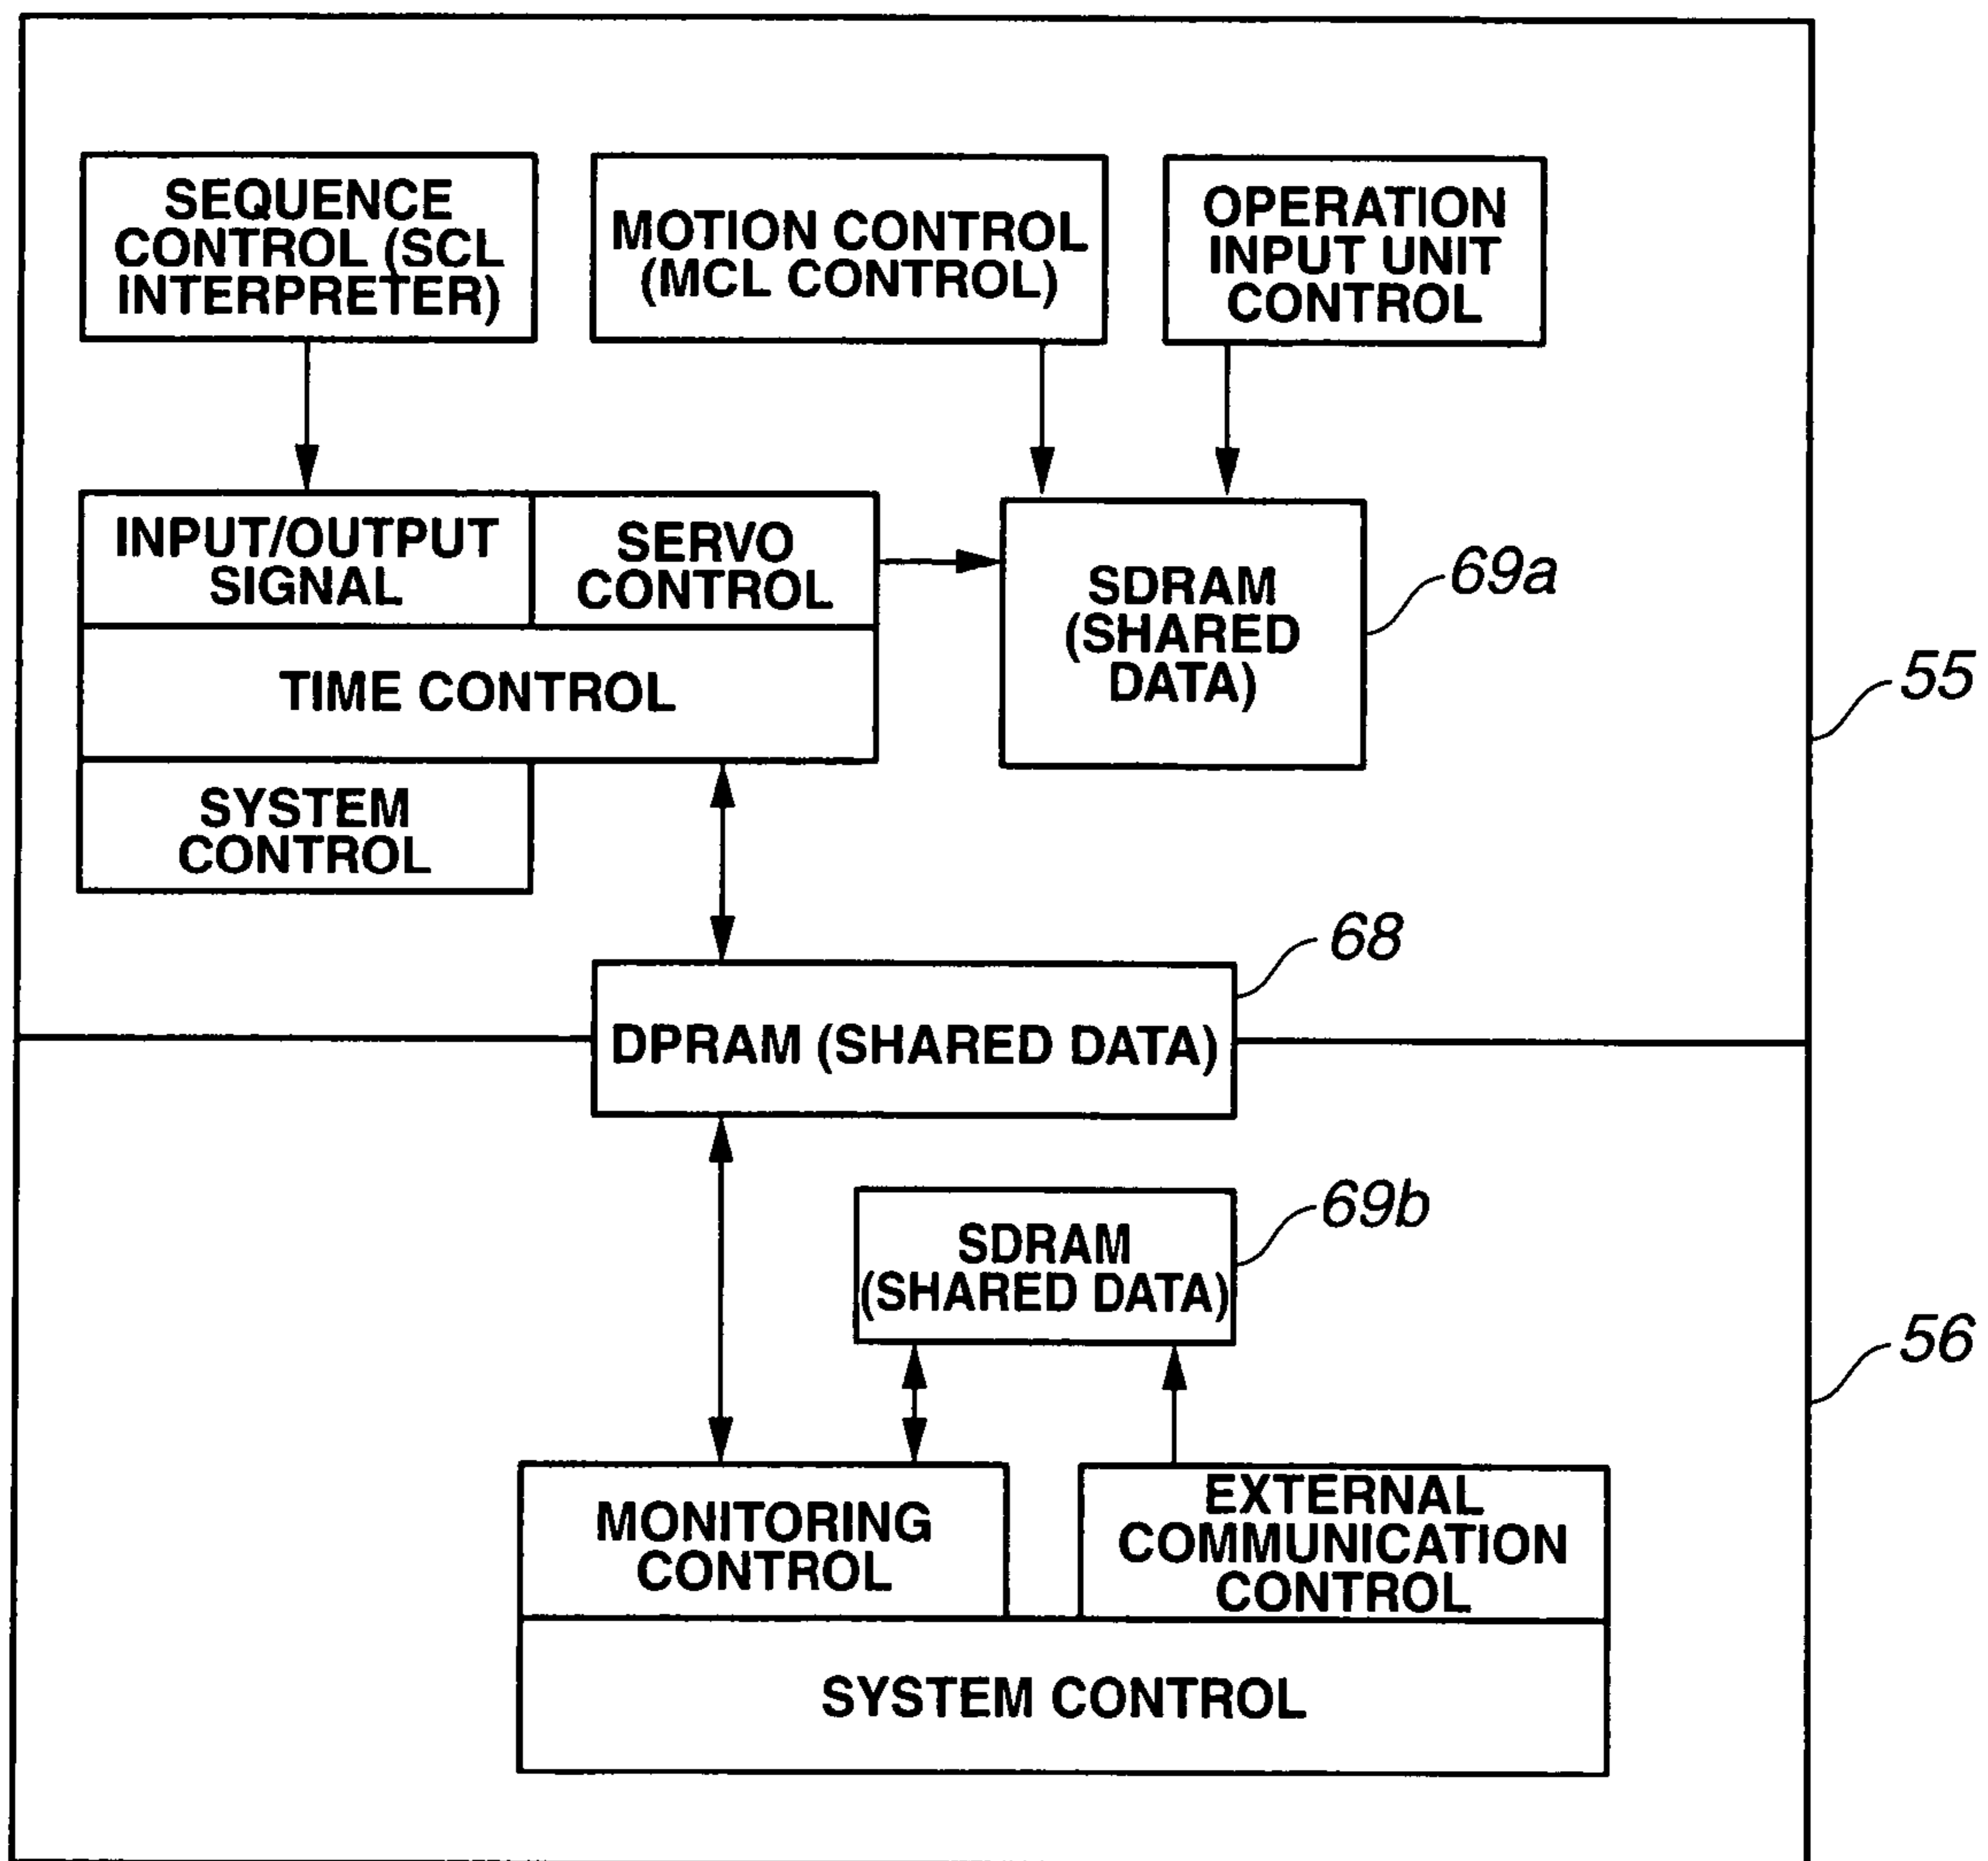 SEQUENCE
CONTROL (SCL
INTERPRETER)
MOTION CONTROL
(MCL CONTROL)
OPERATION
INPUT UNIT
CONTROL
INPUT/OUTPUT
SIGNAL
SERVO
CONTROL
SDRAM
(SHARED
DATA)
69a
55
TIME CONTROL
SYSTEM
CONTROL
68
DPRAM (SHARED DATA)
69b
SDRAM
(SHARED DATA)
56
MONITORING
CONTROL
EXTERNAL
COMMUNICATION
CONTROL
SYSTEM CONTROL